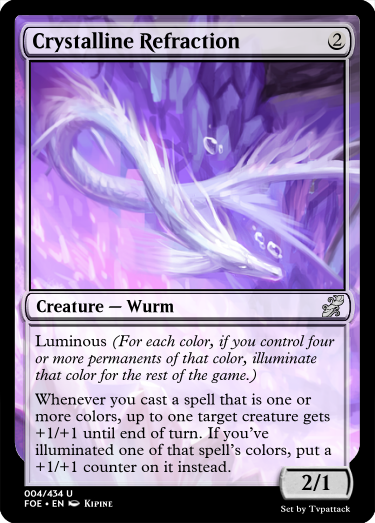 Crystalline Refraction 2
Creature — Wurm
Luminous (For each color, if you control four
or more permanents of that color, illuminate
that color for the rest of the game.)
Whenever you cast a spell that is one or
more colors, up to one target creature gets
+1/+1 until end of turn. If you’ve
illuminated one of that spell’s colors, put a
+1/+1 counter on it instead.
2/1
004/434 U
FOE • EN Kipine
Set by Tvpattack